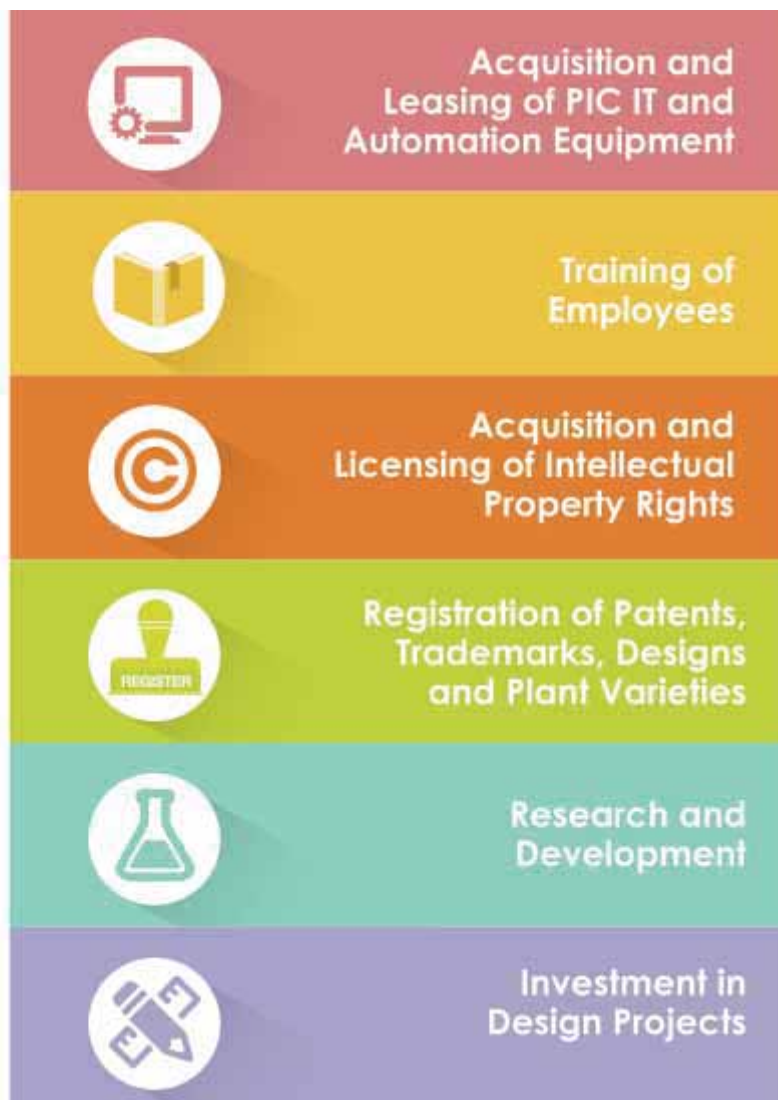 Acquisition and
Leasing of PIC IT and
Automation Equipment
Training of
Employees
©
Acquisition and
Licensing of Intellectual
Property Rights
REGISTER
Registration of Patents,
Trademarks, Designs
and Plant Varieties
Research and
Development
Investment in
Design Projects